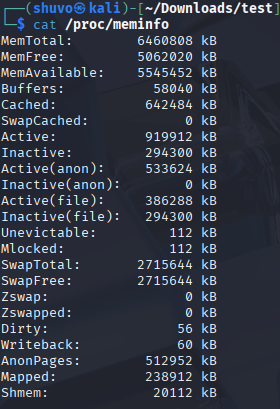 ┌──(shuvo㉿kali)-[~/Downloads/test]
└─$ cat /proc/meminfo
MemTotal:        6460808 kB
MemFree:         5062020 kB
MemAvailable:    5545452 kB
Buffers:           58040 kB
Cached:           642484 kB
SwapCached:            0 kB
Active:           919912 kB
Inactive:         294300 kB
Active(anon):     533624 kB
Inactive(anon):        0 kB
Active(file):     386288 kB
Inactive(file):   294300 kB
Unevictable:         112 kB
Mlocked:             112 kB
SwapTotal:       2715644 kB
SwapFree:        2715644 kB
Zswap:                 0 kB
Zswapped:              0 kB
Dirty:                56 kB
Writeback:            60 kB
AnonPages:        512952 kB
Mapped:           238912 kB
Shmem:             20112 kB